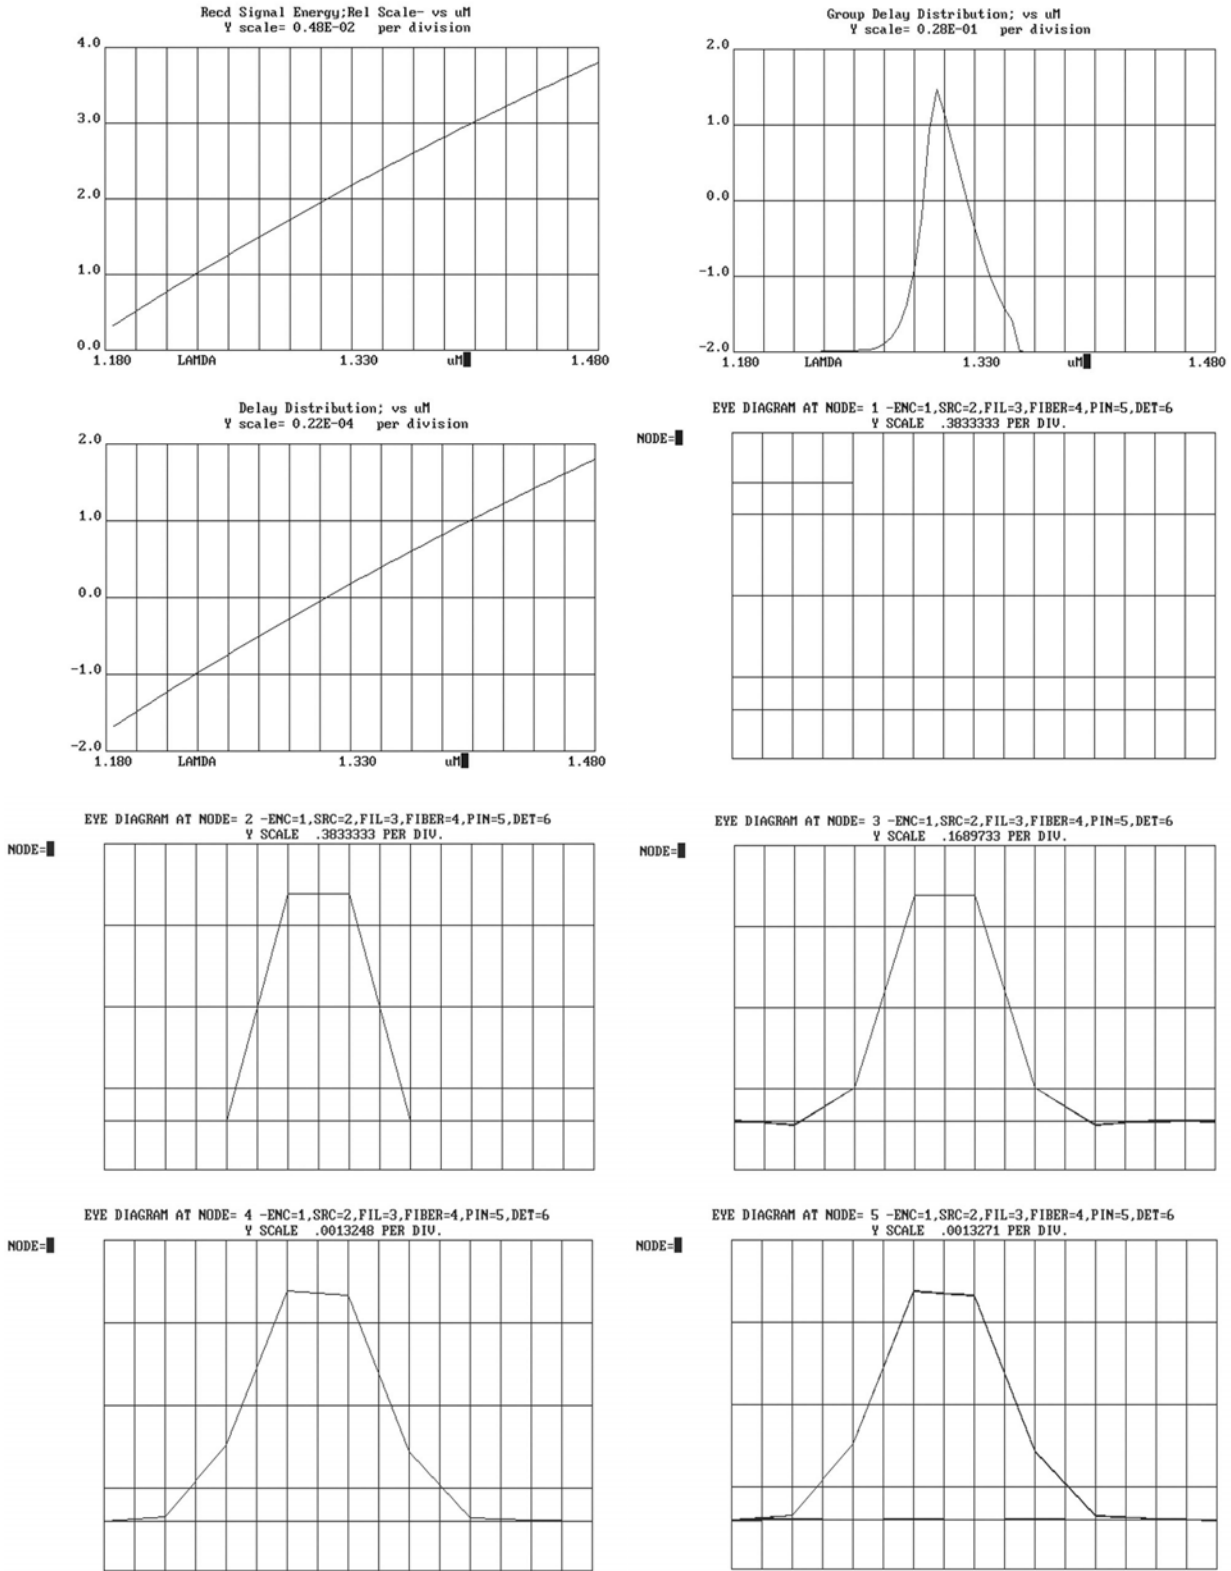 Recd Signal Energy;Rel Scale- vs uM
Y scale= 0.48E-02 per division
4.0
3.0
2.0
1.0
0.0
1.180 LAMDA 1.330 uM 1.480
Group Delay Distribution; vs uM
Y scale= 0.28E-01 per division
2.0
1.0
0.0
-1.0
-2.0
1.180 LAMDA 1.330 uM 1.480
Delay Distribution; vs uM
Y scale= 0.22E-04 per division
2.0
1.0
0.0
-1.0
-2.0
1.180 LAMDA 1.330 uM 1.480
EYE DIAGRAM AT NODE= 1 -ENC=1,SRC=2,FIL=3,FIBER=4,PIN=5,DET=6
Y SCALE .3833333 PER DIV.
NODE=
EYE DIAGRAM AT NODE= 2 -ENC=1,SRC=2,FIL=3,FIBER=4,PIN=5,DET=6
Y SCALE .3833333 PER DIV.
NODE=
EYE DIAGRAM AT NODE= 3 -ENC=1,SRC=2,FIL=3,FIBER=4,PIN=5,DET=6
Y SCALE .1689733 PER DIV.
NODE=
EYE DIAGRAM AT NODE= 4 -ENC=1,SRC=2,FIL=3,FIBER=4,PIN=5,DET=6
Y SCALE .0013248 PER DIV.
NODE=
EYE DIAGRAM AT NODE= 5 -ENC=1,SRC=2,FIL=3,FIBER=4,PIN=5,DET=6
Y SCALE .0013271 PER DIV.
NODE=